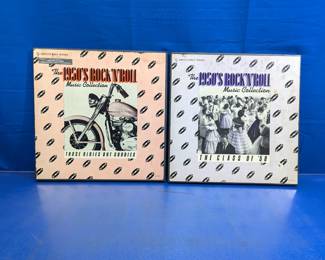 The
1950'S ROCK'N'ROLL
Music Collection
THOSE OLDIES BUT GOODIES
The
1950'S ROCK'N'ROLL
Music Collection
THE CLASS OF '58